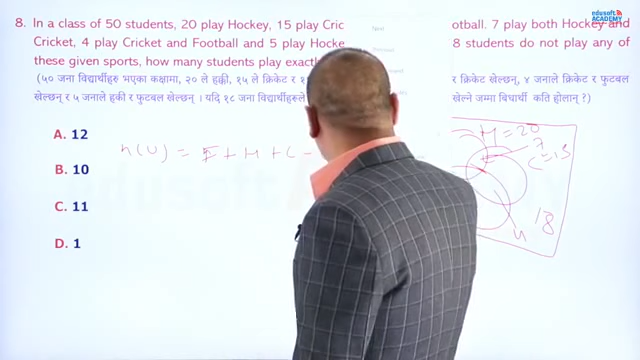 edusoft
ACADEMY
8. In a class of 50 students, 20 play Hockey, 15 play Cric ootball. 7 play both Hockey and
Cricket, 4 play Cricket and Football and 5 play Hocke 8 students do not play any of
these given sports, how many students play exact
(५० जना विद्यार्थीहरु भएका कक्षामा, २० ले हक्की, १५ ले क्रिकेट र १ र क्रिकेट खेल्छन्, ४ जनाले क्रिकेट र फुटबल
खेल्छन् र ५ जनाले हकी र फुटबल खेल्छन् । यदि १८ जना विद्यार्थीहरूले खेल्ने जम्मा बिधार्थी कति होलान् ?)
A. 12
B. 10
C. 11
D. 1
n(U) = F + H + C -
H = 20
7
C = 15
18
4